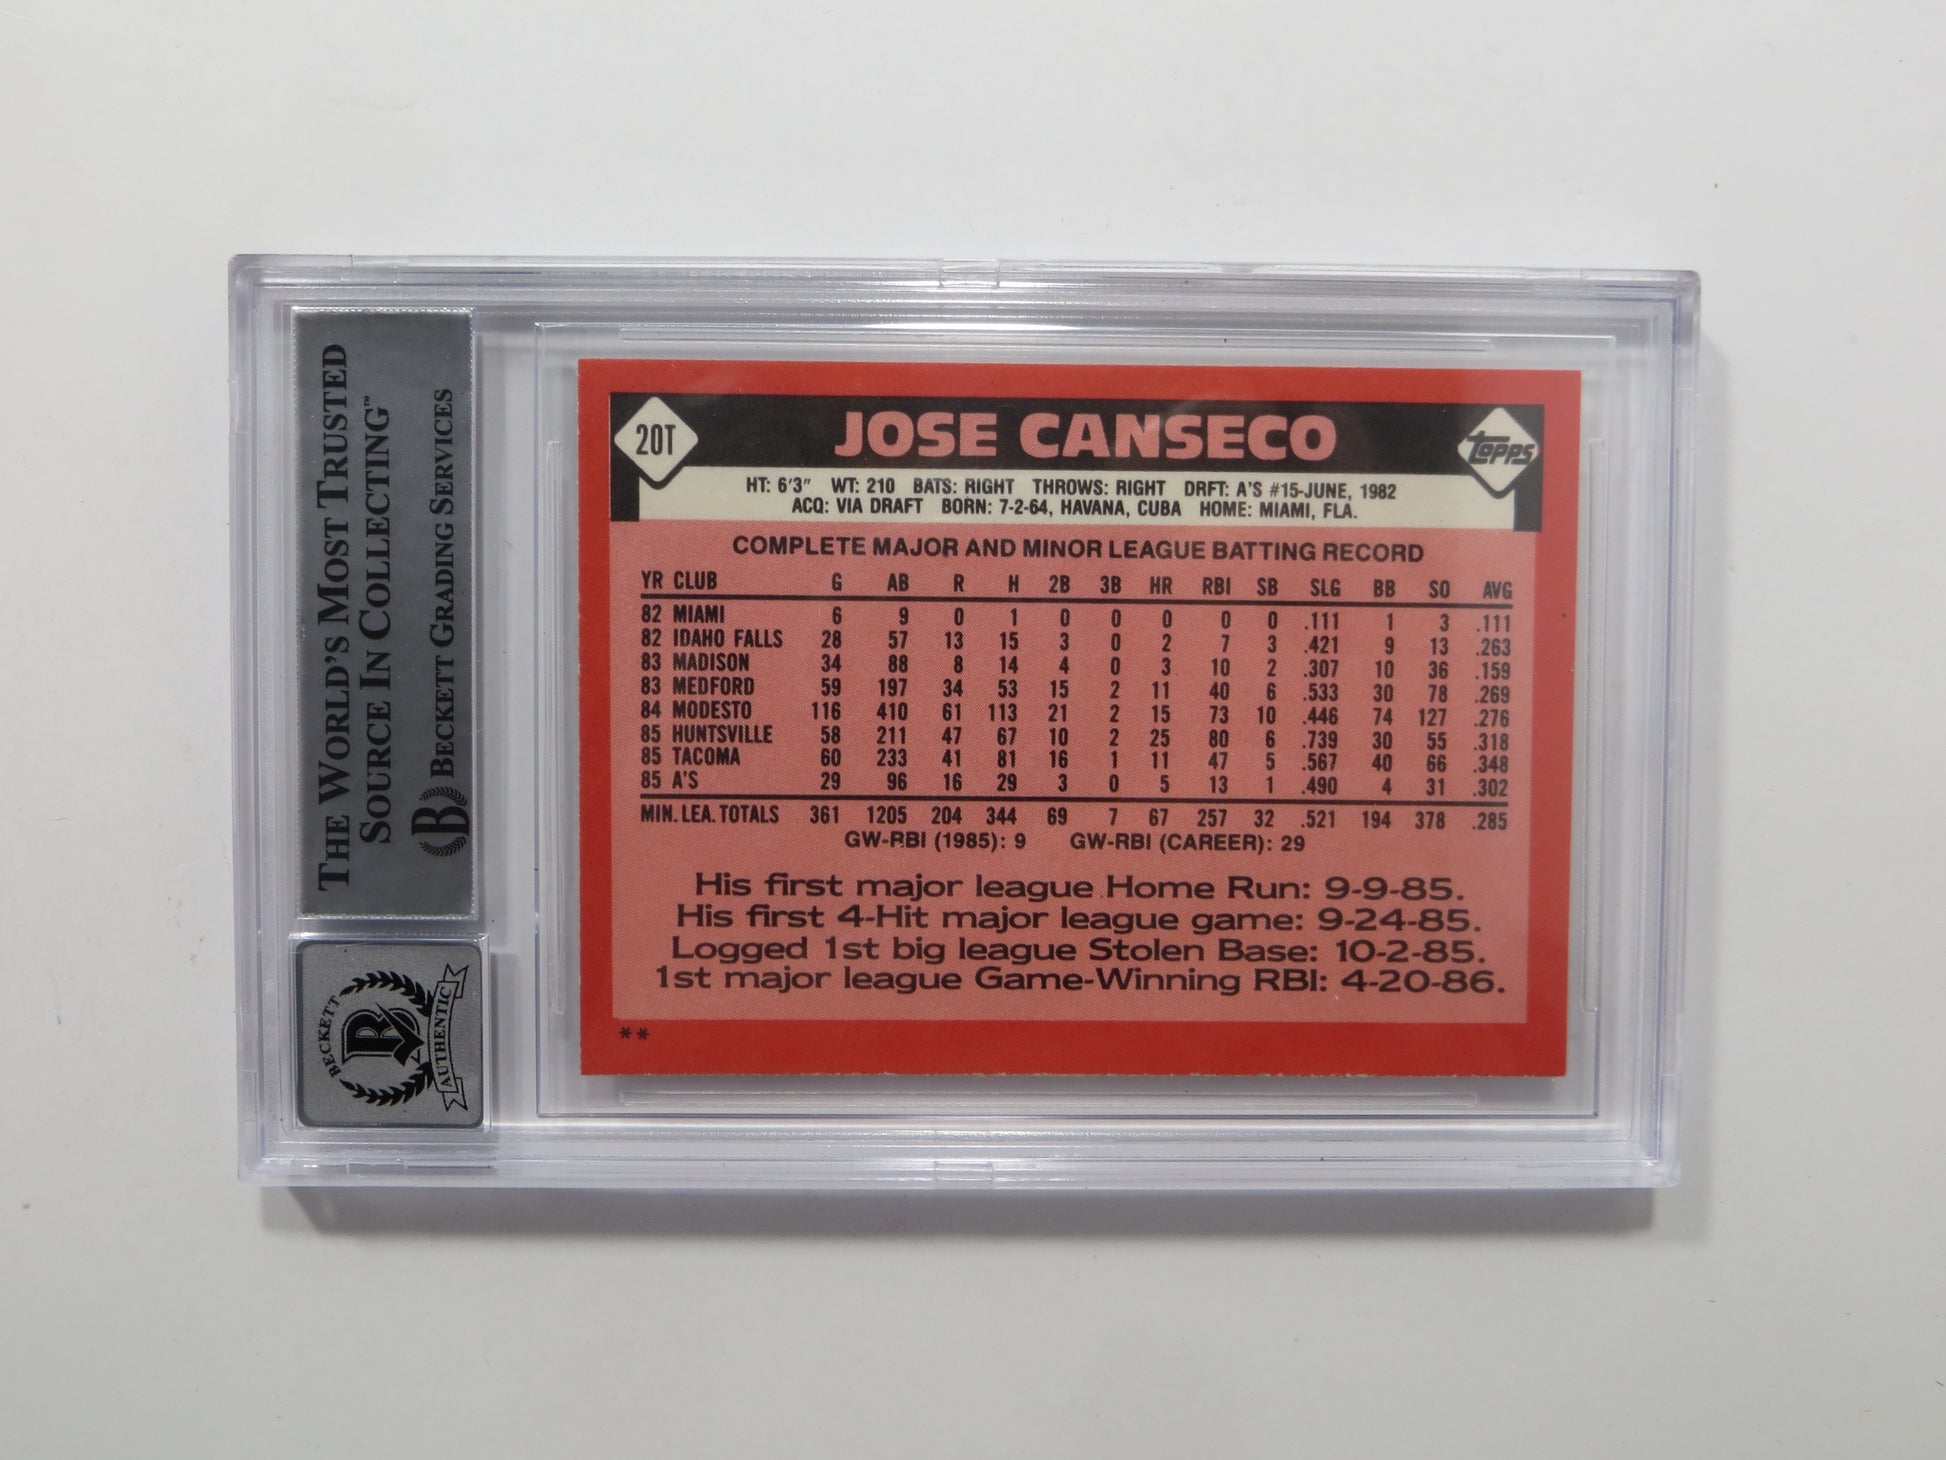 THE WORLD'S MOST TRUSTED
SOURCE IN COLLECTING™
B BECKETT GRADING SERVICES
BECKETT
B
AUTHENTIC
20T
JOSE CANSECO
topps
HT: 6'3" WT: 210 BATS: RIGHT THROWS: RIGHT DRFT: A'S #15-JUNE, 1982
ACQ: VIA DRAFT BORN: 7-2-64, HAVANA, CUBA HOME: MIAMI, FLA.
COMPLETE MAJOR AND MINOR LEAGUE BATTING RECORD
YR CLUB G AB R H 2B 3B HR RBI SB SLG BB SO AVG
82 MIAMI 6 9 0 1 0 0 0 0 0 .111 1 3 .111
82 IDAHO FALLS 28 57 13 15 3 0 2 7 3 .421 9 13 .263
83 MADISON 34 88 8 14 4 0 3 10 2 .307 10 36 .159
83 MEDFORD 59 197 34 53 15 2 11 40 6 .533 30 78 .269
84 MODESTO 116 410 61 113 21 2 15 73 10 .446 74 127 .276
85 HUNTSVILLE 58 211 47 67 10 2 25 80 6 .739 30 55 .318
85 TACOMA 60 233 41 81 16 1 11 47 5 .567 40 66 .348
85 A'S 29 96 16 29 3 0 5 13 1 .490 4 31 .302
MIN. LEA. TOTALS 361 1205 204 344 69 7 67 257 32 .521 194 378 .285
GW-RBI (1985): 9 GW-RBI (CAREER): 29
His first major league Home Run: 9-9-85.
His first 4-Hit major league game: 9-24-85.
Logged 1st big league Stolen Base: 10-2-85.
1st major league Game-Winning RBI: 4-20-86.
**